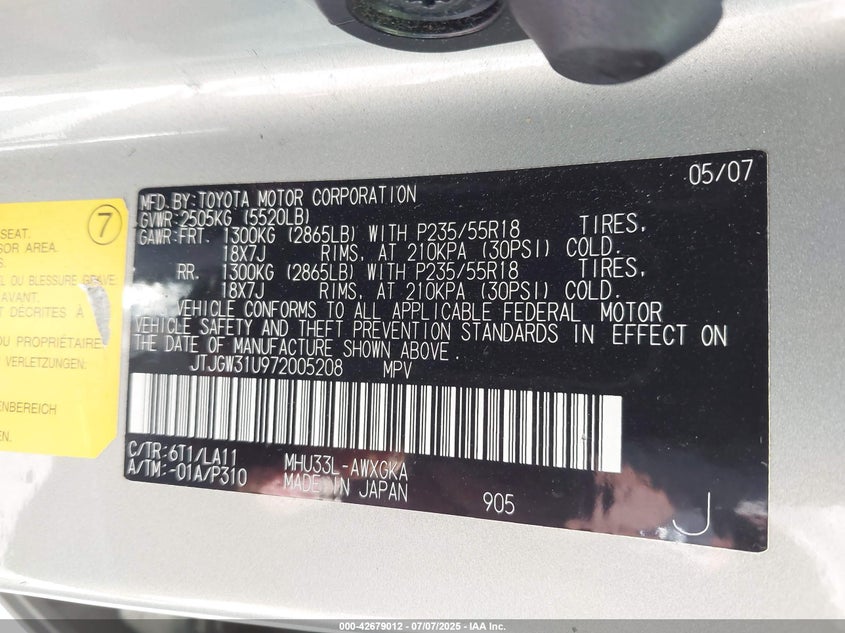 7
SEAT.
SOR AREA.
S.
L OU BLESSURE GRAVE
AVANT.
T DÉCRITES À
U PROPRIÉTAIRE.
VERLETZUNGEN.
ENBEREICH
EN.
05/07
MFD.BY:TOYOTA MOTOR CORPORATION
GVWR:2505KG (5520LB)
GAWR:FRT. 1300KG (2865LB) WITH P235/55R18 TIRES,
18X7J RIMS, AT 210KPA (30PSI) COLD.
RR. 1300KG (2865LB) WITH P235/55R18 TIRES,
18X7J RIMS, AT 210KPA (30PSI) COLD.
VEHICLE CONFORMS TO ALL APPLICABLE FEDERAL MOTOR
VEHICLE SAFETY AND THEFT PREVENTION STANDARDS IN EFFECT ON
THE DATE OF MANUFACTURE SHOWN ABOVE.
JTJGW31U972005208 MPV
C/TR:6T1/LA11 MHU33L-AWXGKA
A/TM:-01A/P310 MADE IN JAPAN 905 J
000-42679012 - 07/07/2025 - IAA Inc.